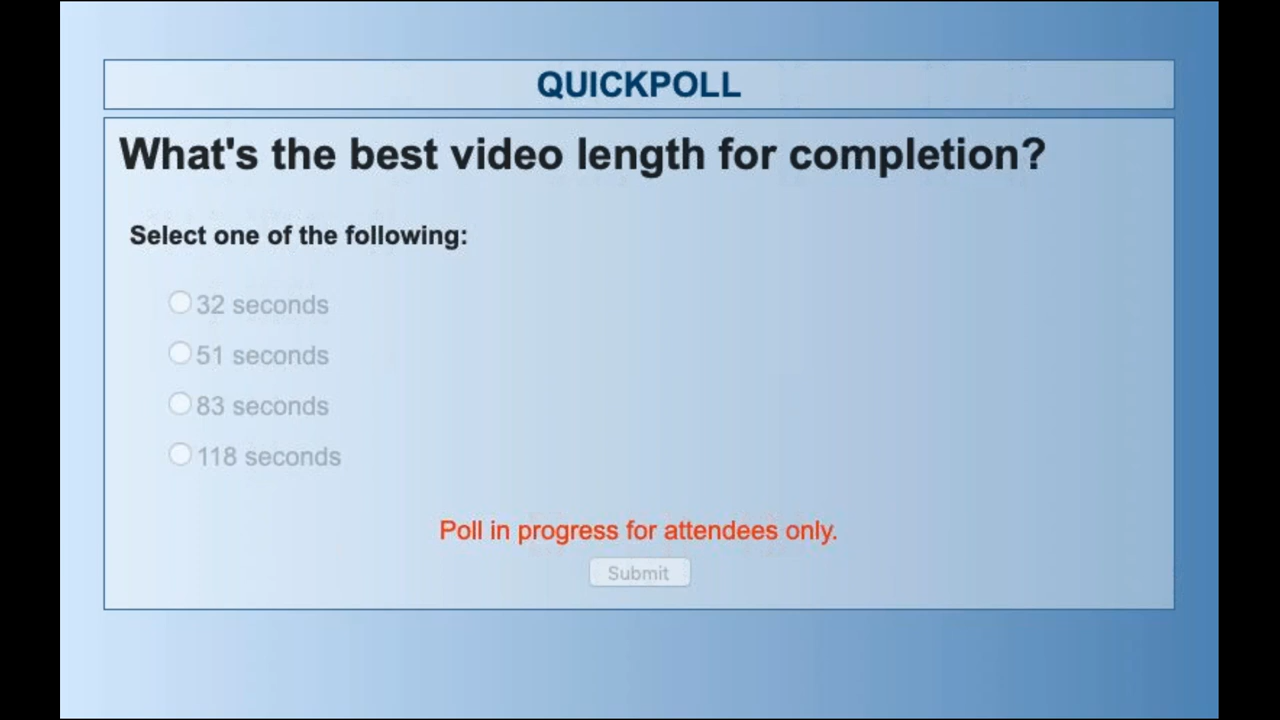 QUICKPOLL
What's the best video length for completion?
Select one of the following:
32 seconds
51 seconds
83 seconds
118 seconds
Poll in progress for attendees only.
Submit